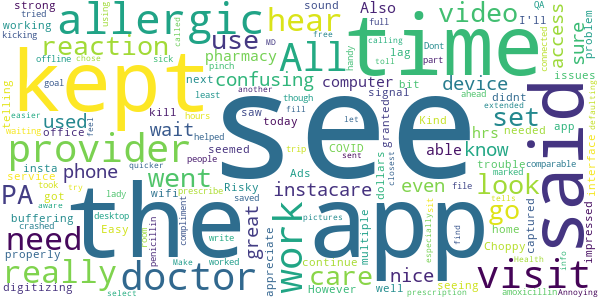 strong
tried
working
kicking
allergic
hear
sound
Also
full
handy
toll
part
time
video
using
called
MD
QA
I'll
connected
access
sure
problem
offline
goal
chose
reaction
sick
use
pharmacy
All
free
calling
lag
Dont
kept
see
said
telling
easier
waiting
next
least
another
though
fill
confusing
computer
bit
signal
device
didnt
extended
issues
ahead
app
interface
defaulting
used
office
hours
feel
wait
kill
saw
today
seemed
helped
people
let
trip
sent
COVID
granted
able
Kind
closest
set
hrs
needed
know
marked
comparable
provider
went
Risky
Ads
file
trouble
PA
insta
service
took
got
phone
wifi
quicker
prescribe
saved
instacare
dollars
even
look
try
aware
lady
room
need
the app
buffering
crashed
desktop
Easy
penicillin
compliment
great
appreciate
work
care
pictures
However
multiple
continue
well
nice
especially
sit
find
Choppy
seeing
go
home
captured
tells
info
impressed
really
doctor
properly
digitizing
select
Make
worked
write
prescription
visit
amoxicillin
Health
Annoying